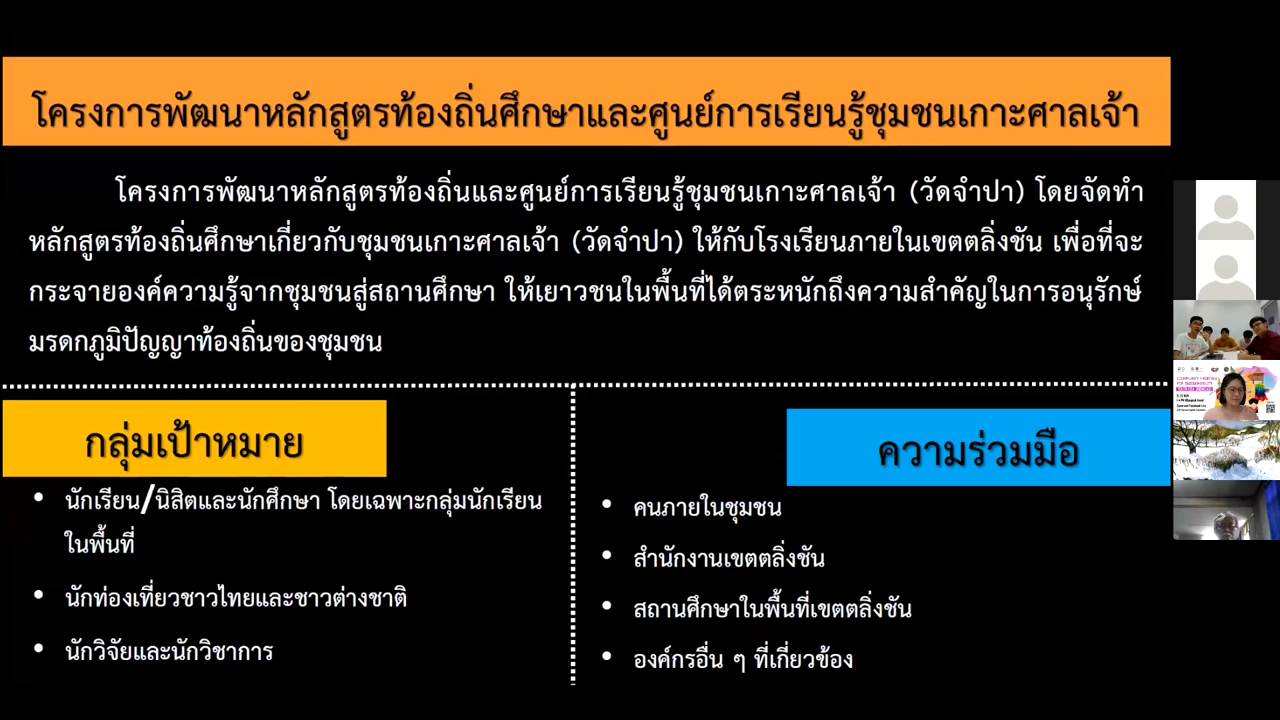 โครงการพัฒนาหลักสูตรท้องถิ่นศึกษาและศูนย์การเรียนรู้ชุมชนเกาะศาลเจ้า
โครงการพัฒนาหลักสูตรท้องถิ่นและศูนย์การเรียนรู้ชุมชนเกาะศาลเจ้า (วัดจำปา) โดยจัดทำ
หลักสูตรท้องถิ่นศึกษาเกี่ยวกับชุมชนเกาะศาลเจ้า (วัดจำปา) ให้กับโรงเรียนภายในเขตตลิ่งชัน เพื่อที่จะ
กระจายองค์ความรู้จากชุมชนสู่สถานศึกษา ให้เยาวชนในพื้นที่ได้ตระหนักถึงความสำคัญในการอนุรักษ์
มรดกภูมิปัญญาท้องถิ่นของชุมชน
กลุ่มเป้าหมาย
• นักเรียน/นิสิตและนักศึกษา โดยเฉพาะกลุ่มนักเรียน
ในพื้นที่
• นักท่องเที่ยวชาวไทยและชาวต่างชาติ
• นักวิจัยและนักวิชาการ
ความร่วมมือ
• คนภายในชุมชน
• สำนักงานเขตตลิ่งชัน
• สถานศึกษาในพื้นที่เขตตลิ่งชัน
• องค์กรอื่น ๆ ที่เกี่ยวข้อง